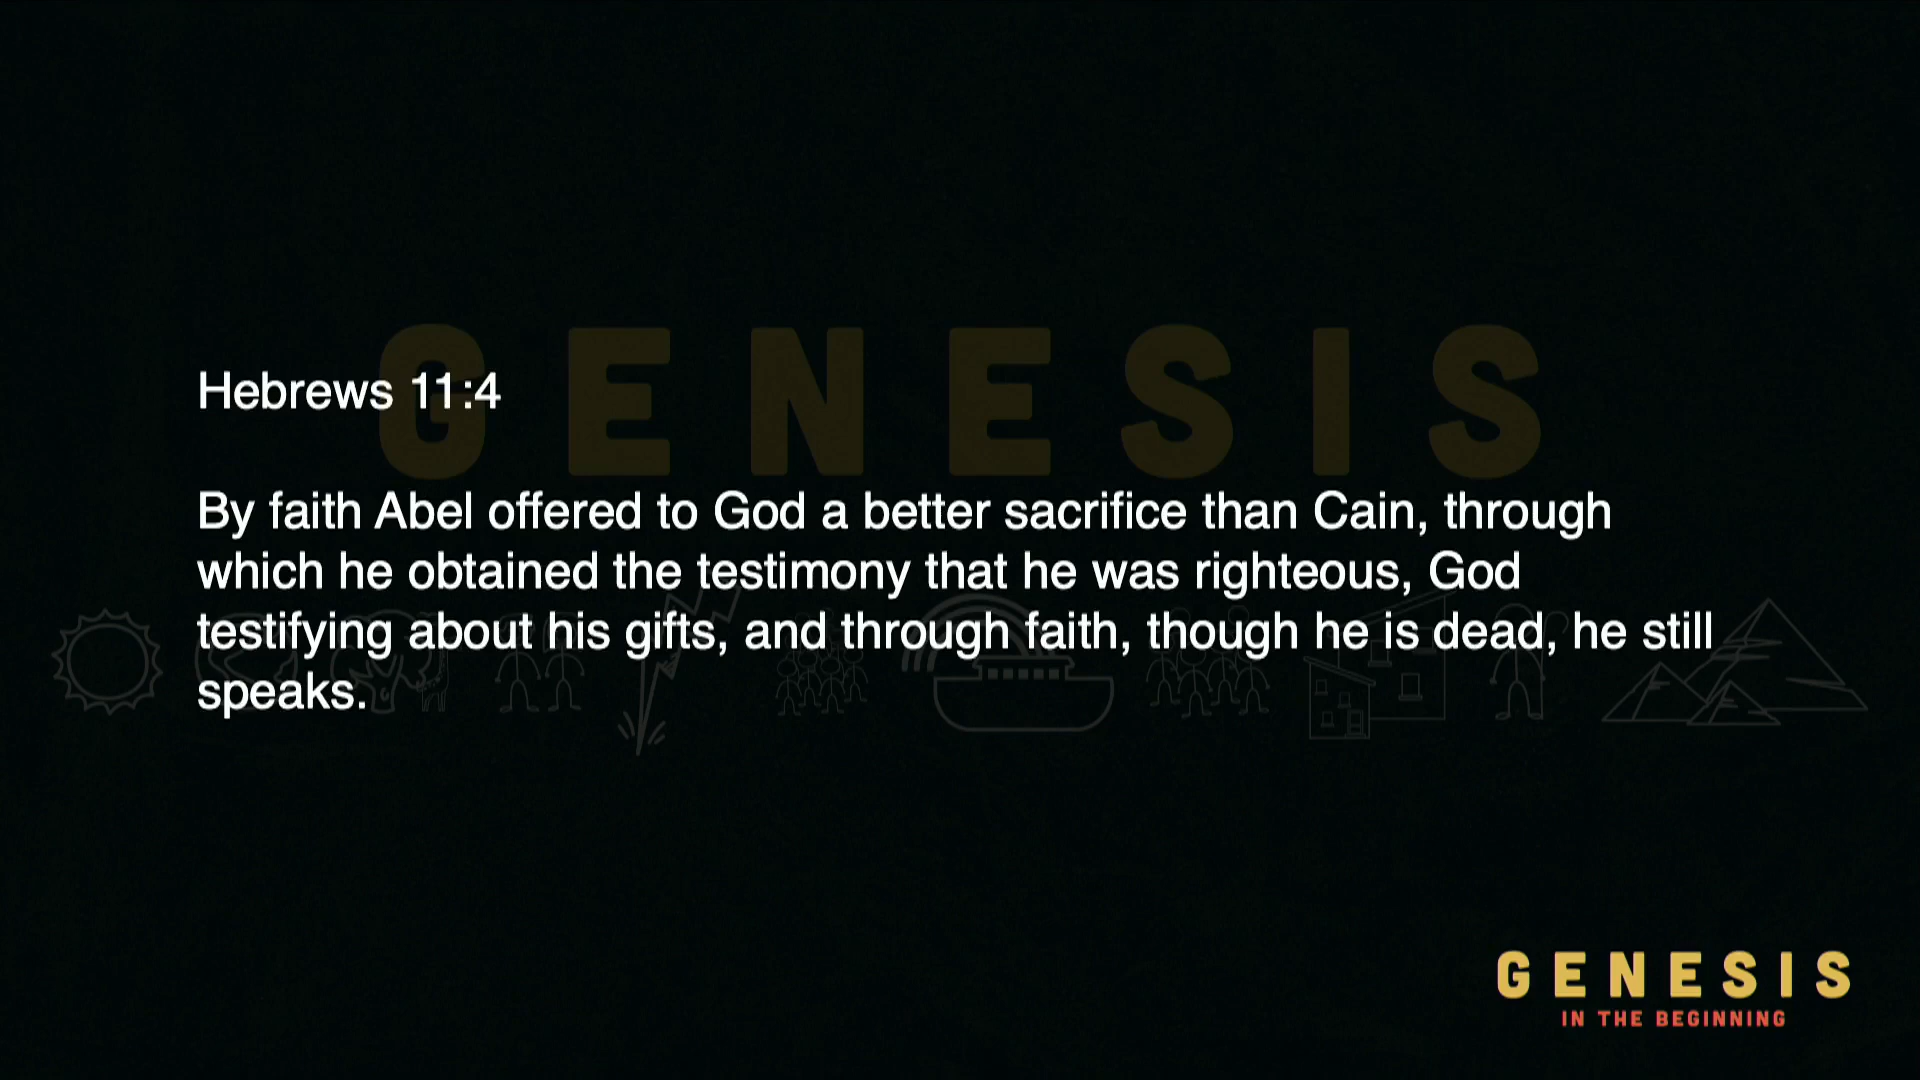 GENESIS
Hebrews 11:4
By faith Abel offered to God a better sacrifice than Cain, through
which he obtained the testimony that he was righteous, God
testifying about his gifts, and through faith, though he is dead, he still
speaks.
GENESIS
IN THE BEGINNING